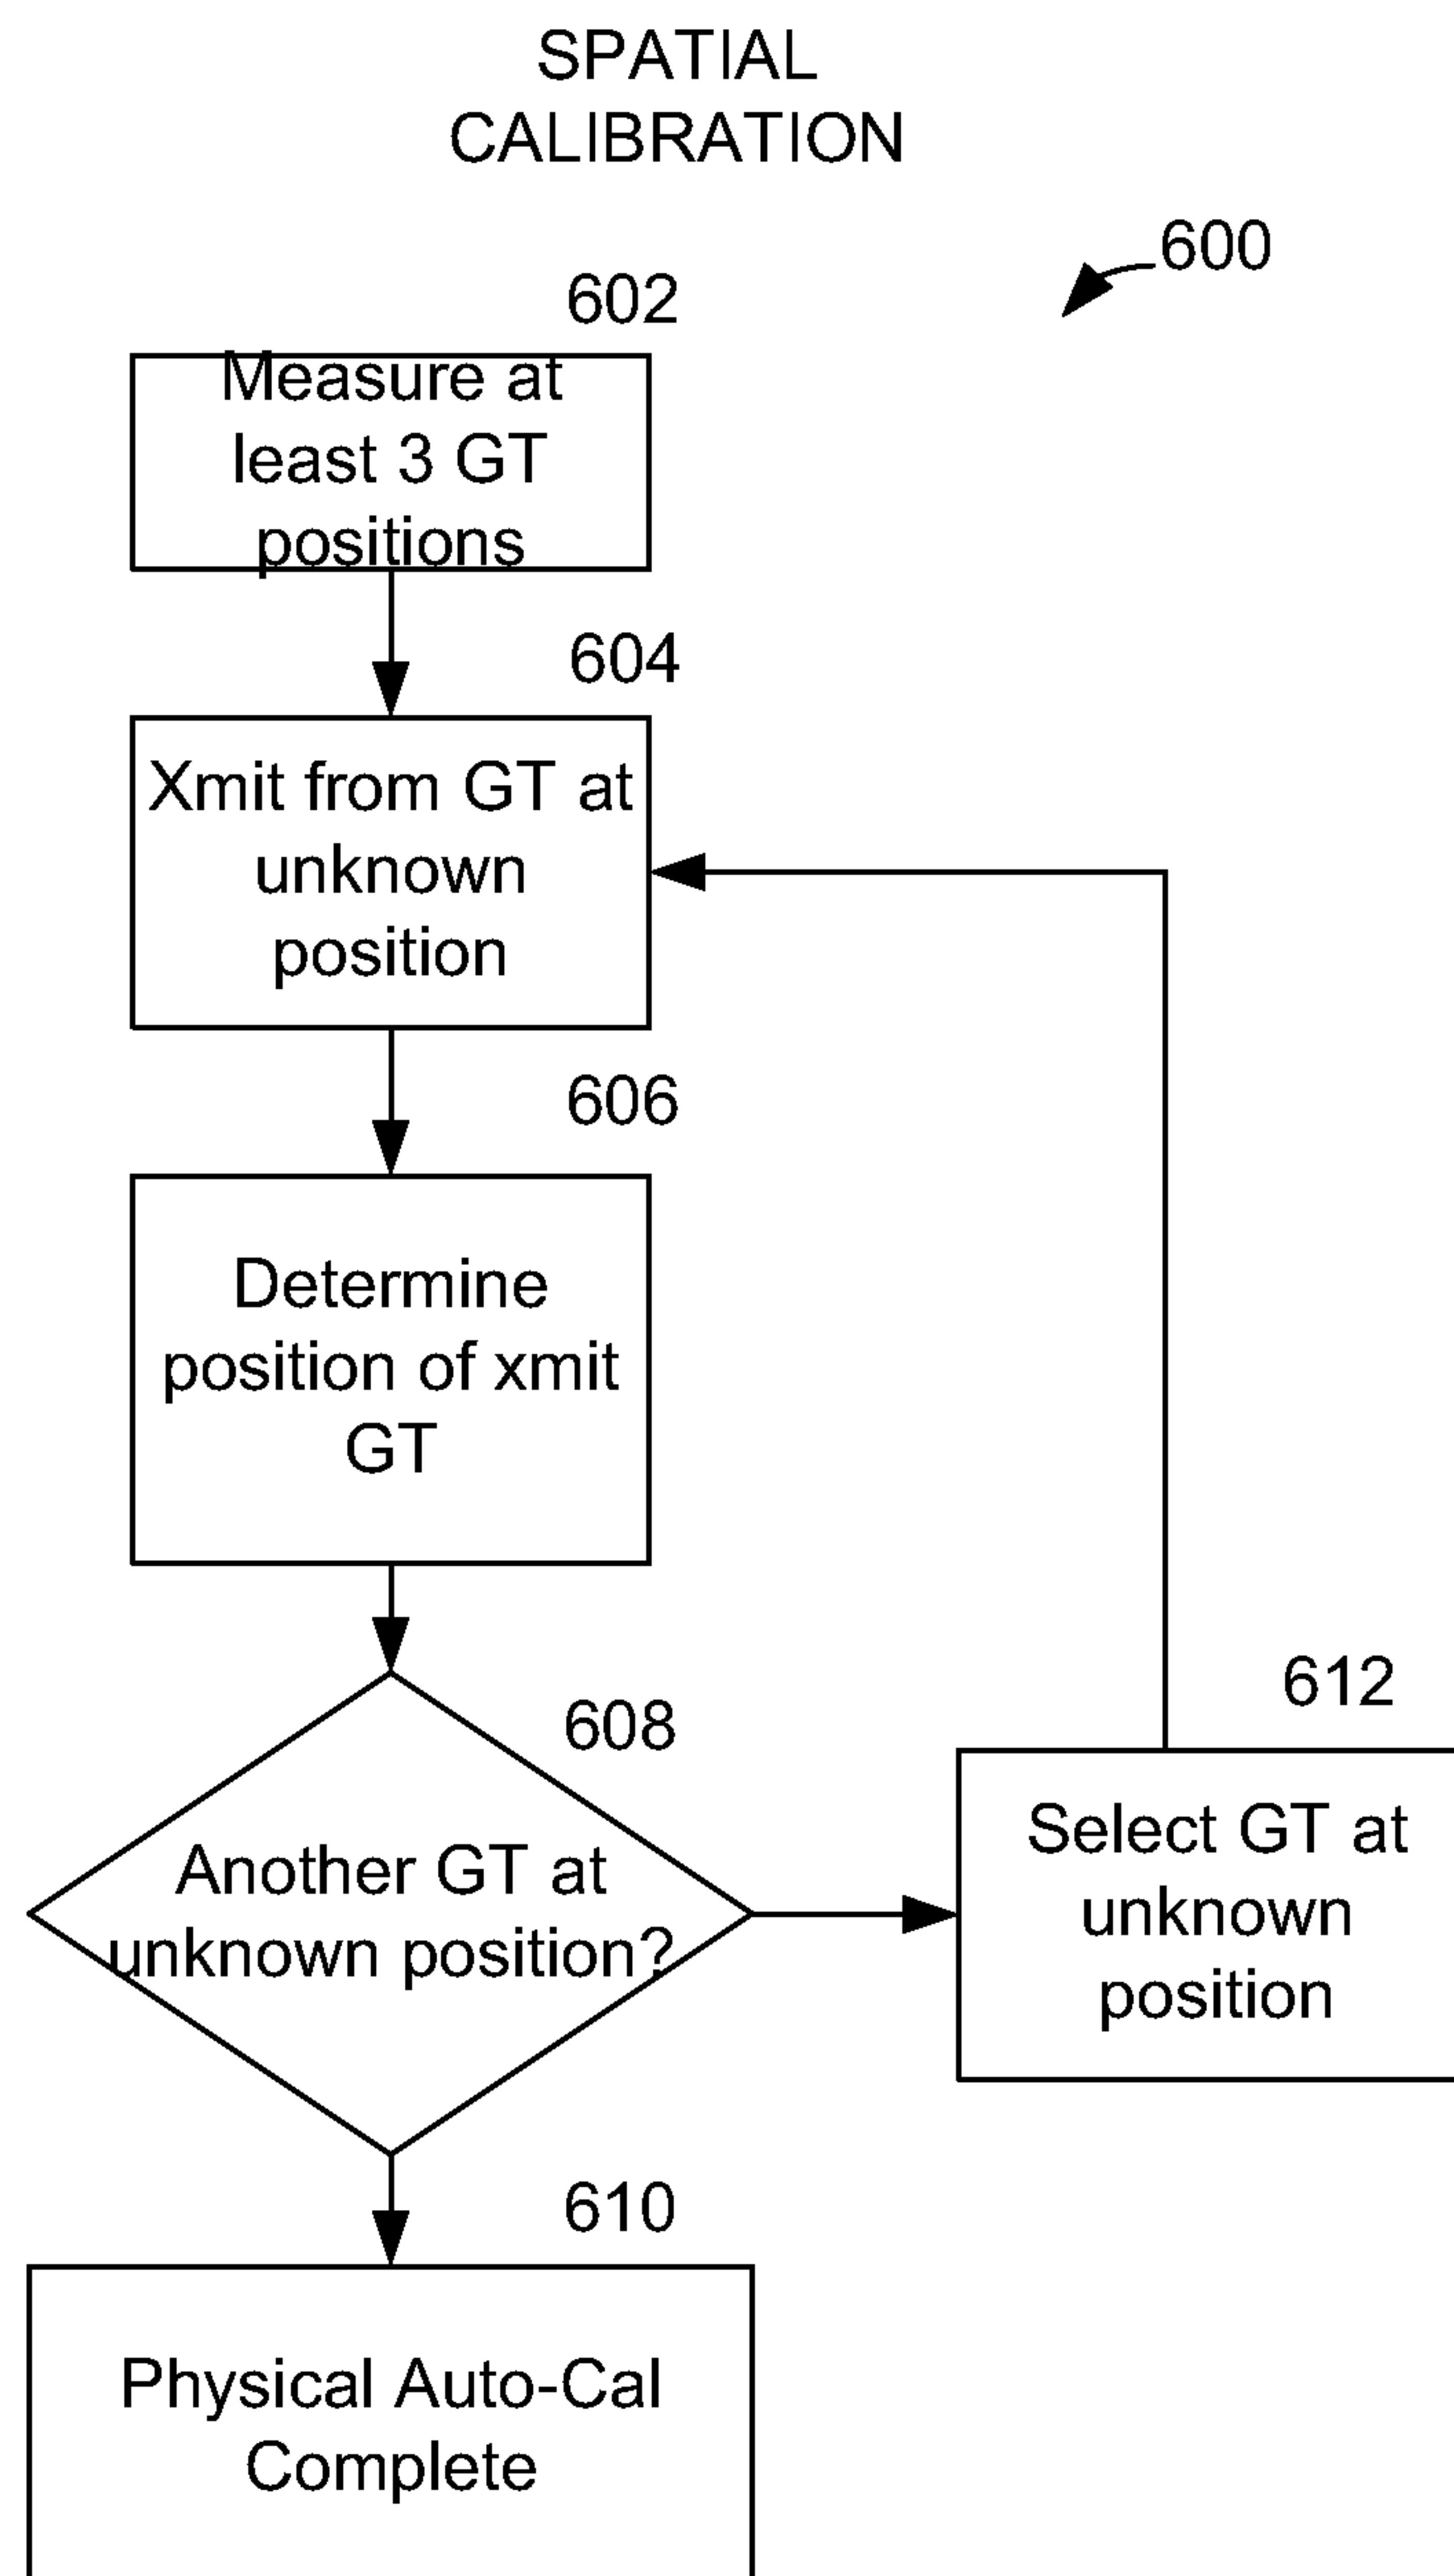 SPATIAL
CALIBRATION
600
602
Measure at
least 3 GT
positions
604
Xmit from GT at
unknown
position
606
Determine
position of xmit
GT
608
Another GT at
unknown position?
612
Select GT at
unknown
position
610
Physical Auto-Cal
Complete